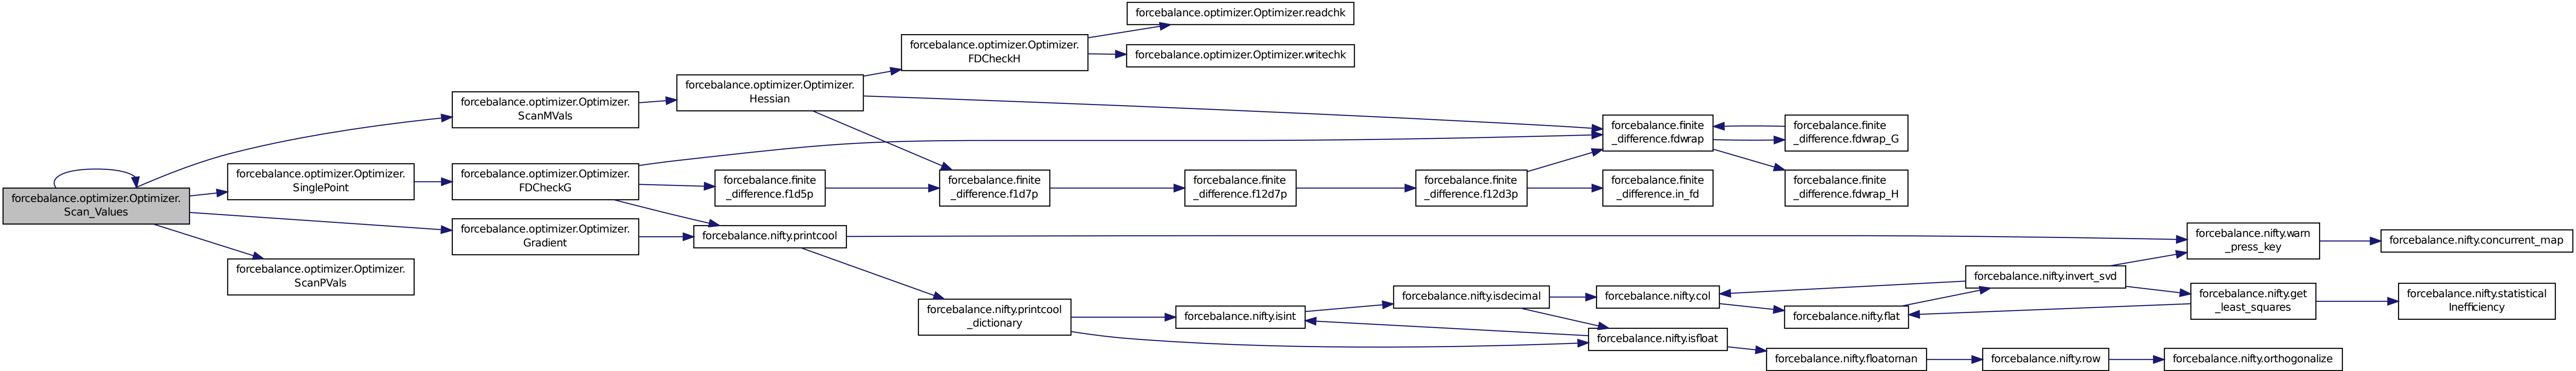 forcebalance.optimizer.Optimizer.
Scan_Values
forcebalance.optimizer.Optimizer.
SinglePoint
forcebalance.optimizer.Optimizer.
ScanPVals
forcebalance.optimizer.Optimizer.
ScanMVals
forcebalance.optimizer.Optimizer.
FDCheckG
forcebalance.optimizer.Optimizer.
Gradient
forcebalance.optimizer.Optimizer.
Hessian
forcebalance.finite
_difference.f1d5p
forcebalance.nifty.printcool
forcebalance.optimizer.Optimizer.
FDCheckH
forcebalance.finite
_difference.f1d7p
forcebalance.nifty.printcool
_dictionary
forcebalance.optimizer.Optimizer.readchk
forcebalance.optimizer.Optimizer.writechk
forcebalance.finite
_difference.f12d7p
forcebalance.nifty.isint
forcebalance.finite
_difference.f12d3p
forcebalance.nifty.isdecimal
forcebalance.finite
_difference.fdwrap
forcebalance.finite
_difference.in_fd
forcebalance.nifty.col
forcebalance.nifty.isfloat
forcebalance.finite
_difference.fdwrap_G
forcebalance.finite
_difference.fdwrap_H
forcebalance.nifty.flat
forcebalance.nifty.floatornan
forcebalance.nifty.invert_svd
forcebalance.nifty.row
forcebalance.nifty.warn
_press_key
forcebalance.nifty.get
_least_squares
forcebalance.nifty.orthogonalize
forcebalance.nifty.concurrent_map
forcebalance.nifty.statistical
Inefficiency